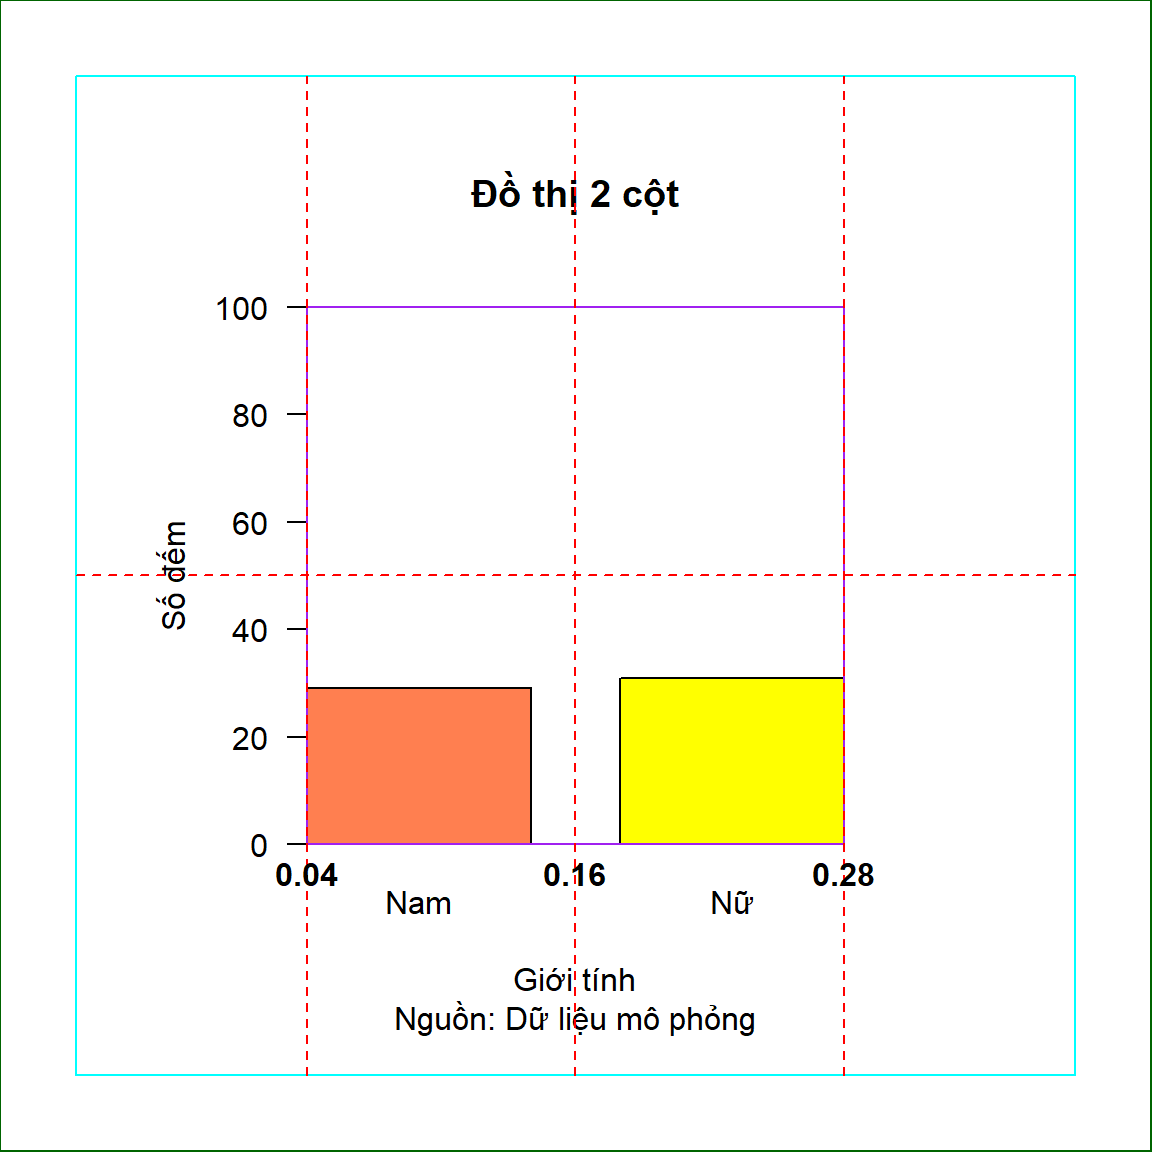 Đồ thị 2 cột
100
80
60
40
20
0
Số đếm
0.04 0.16 0.28
Nam Nữ
Giới tính
Nguồn: Dữ liệu mô phỏng